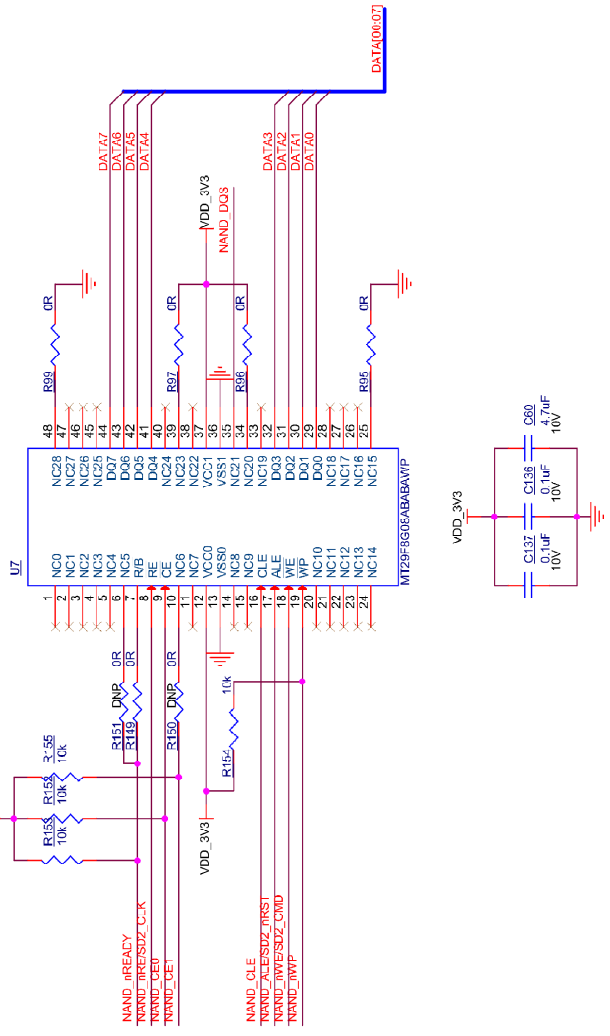 DATA[00:07]
DATA7
DATA6
DATA5
DATA4
DATA3
DATA2
DATA1
DATA0
VDD_3V3
NAND_DQS
0R
0R
0R
0R
R99
R97
R96
R95
48
47
46
45
44
43
42
41
40
39
38
37
36
35
34
33
32
31
30
29
28
27
26
25
NC28
NC27
NC26
NC25
DQ7
DQ6
DQ5
DQ4
NC24
NC23
NC22
VCC1
VSS1
NC21
NC20
NC19
DQ3
DQ2
DQ1
DQ0
NC18
NC17
NC16
NC15
U7
MT29F8G08ABABAWP
NC0
NC1
NC2
NC3
NC4
NC5
R/B
RE
CE
NC6
NC7
VCC0
VSS0
NC8
NC9
CLE
ALE
WE
WP
NC10
NC11
NC12
NC13
NC14
1
2
3
4
5
6
7
8
9
10
11
12
13
14
15
16
17
18
19
20
21
22
23
24
DNP 0R
0R
DNP 0R
10k
R151
R149
R150
R154
R155
10k
R152
10k
R153
10k
VDD_3V3
NAND_nREADY
NAND_nRE/SD2_CLK
NAND_CE0
NAND_CE1
NAND_CLE
NAND_ALE/SD2_nRST
NAND_nWE/SD2_CMD
NAND_nWP
VDD_3V3
C60
4.7uF
10V
C136
0.1uF
10V
C137
0.1uF
10V